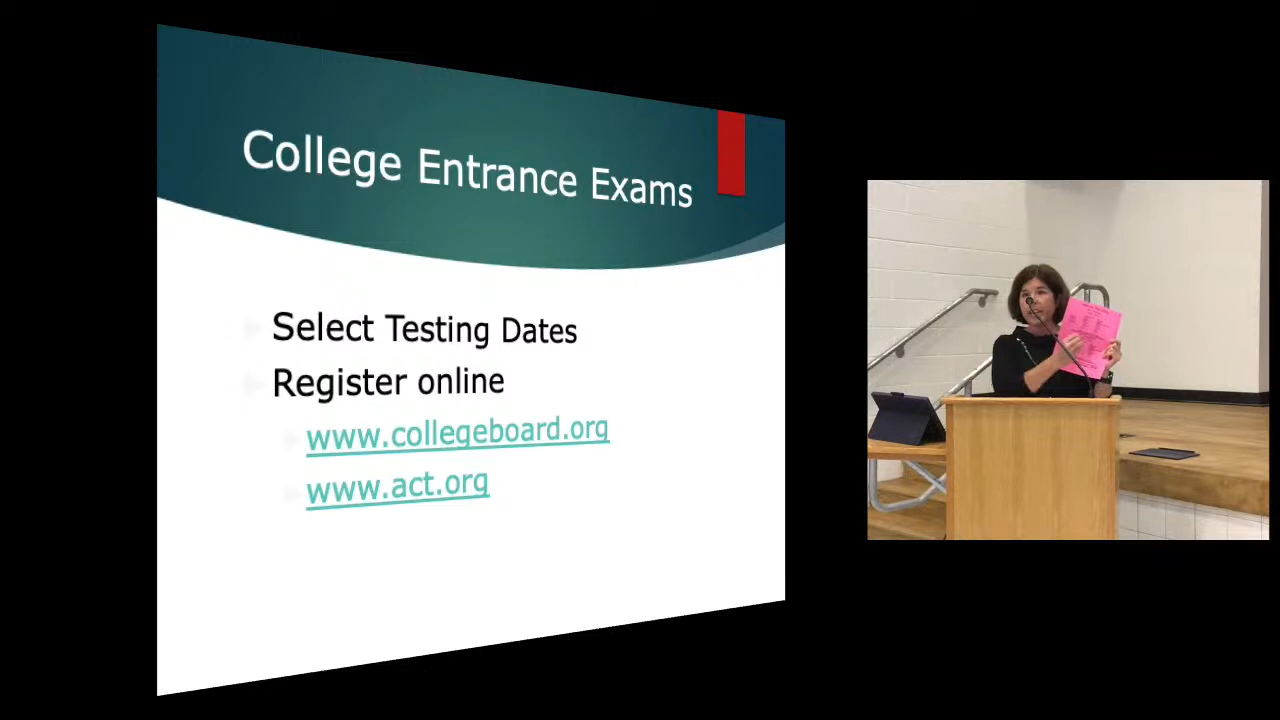 College Entrance Exams
Select Testing Dates
Register online
www.collegeboard.org
www.act.org